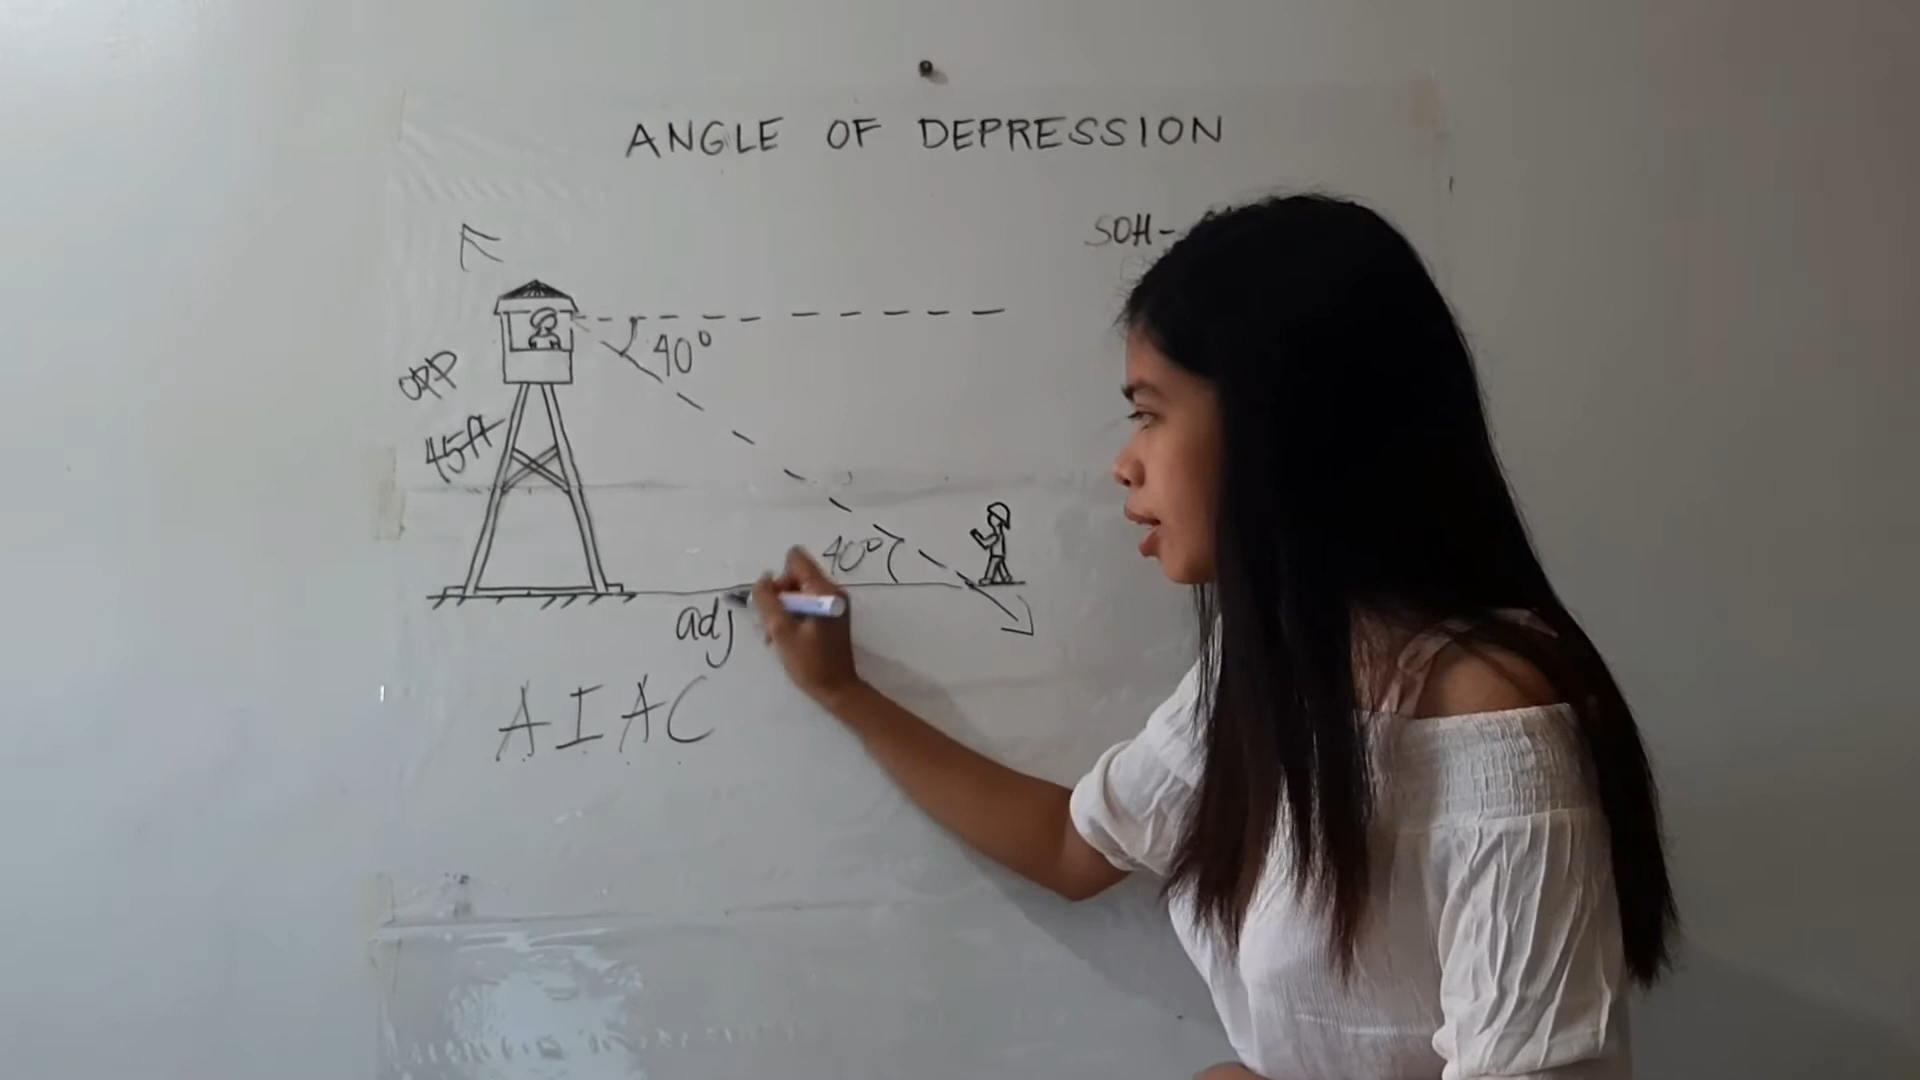 ANGLE OF DEPRESSION
SOH-
40°
opp
45ft
40°
adj
AIAC